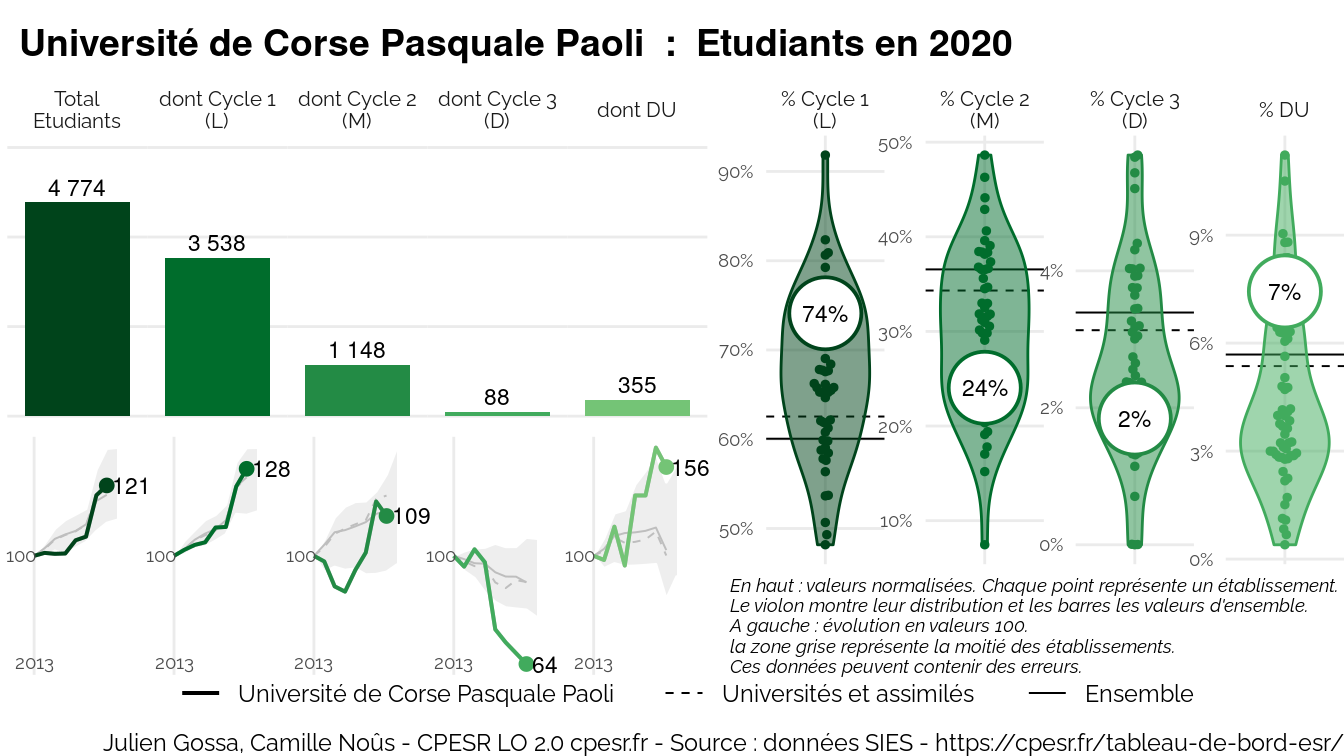 Université de Corse Pasquale Paoli : Etudiants en 2020
Total
Etudiants
dont Cycle 1
(L)
dont Cycle 2
(M)
dont Cycle 3
(D)
dont DU
4 774
3 538
1 148
88
355
121
100
2013
128
100
2013
109
100
2013
64
100
2013
156
100
2013
% Cycle 1
(L)
90%
80%
70%
60%
50%
74%
% Cycle 2
(M)
50%
40%
30%
20%
10%
24%
% Cycle 3
(D)
4%
2%
0%
2%
% DU
9%
6%
3%
0%
7%
En haut : valeurs normalisées. Chaque point représente un établissement.
Le violon montre leur distribution et les barres les valeurs d'ensemble.
A gauche : évolution en valeurs 100.
la zone grise représente la moitié des établissements.
Ces données peuvent contenir des erreurs.
Université de Corse Pasquale Paoli
Universités et assimilés
Ensemble
Julien Gossa, Camille Noûs - CPESR LO 2.0 cpesr.fr - Source : données SIES - https://cpesr.fr/tableau-de-bord-esr/